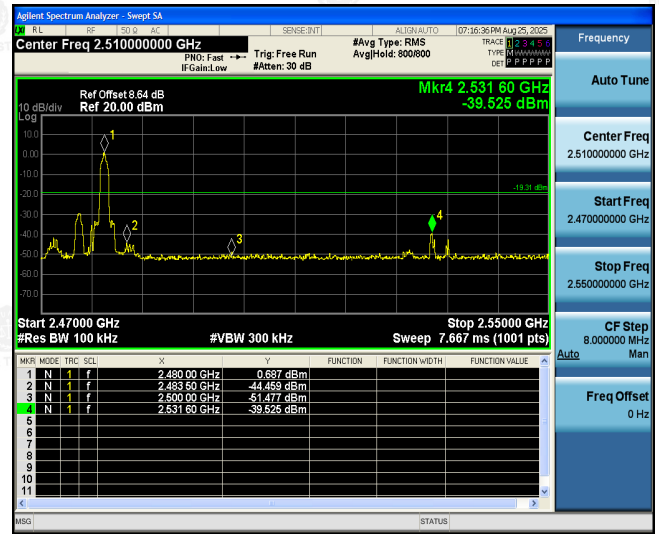 Agilent Spectrum Analyzer - Swept SA
RL RF 50 Ω AC SENSE:INT ALIGN AUTO 07:16:36 PM Aug 25, 2025
Center Freq 2.510000000 GHz
PNO: Fast
IFGain:Low
Trig: Free Run
#Atten: 30 dB
#Avg Type: RMS
Avg|Hold: 800/800
TRACE 1 2 3 4 5 6
TYPE M
DET P P P P P P
Ref Offset 8.64 dB
Ref 20.00 dBm
10 dB/div
Log
Mkr4 2.531 60 GHz
-39.525 dBm
10.0
0.00
-10.0
-20.0
-30.0
-40.0
-50.0
-60.0
-70.0
1
2
3
4
-19.31 dBm
Start 2.47000 GHz
Stop 2.55000 GHz
#Res BW 100 kHz
#VBW 300 kHz
Sweep 7.667 ms (1001 pts)
MKR MODE TRC SCL X Y FUNCTION FUNCTION WIDTH FUNCTION VALUE
1 N 1 f 2.480 00 GHz 0.687 dBm
2 N 1 f 2.483 50 GHz -44.459 dBm
3 N 1 f 2.500 00 GHz -51.477 dBm
4 N 1 f 2.531 60 GHz -39.525 dBm
5
6
7
8
9
10
11
MSG
STATUS
Frequency
Auto Tune
Center Freq
2.510000000 GHz
Start Freq
2.470000000 GHz
Stop Freq
2.550000000 GHz
CF Step
8.000000 MHz
Auto Man
Freq Offset
0 Hz